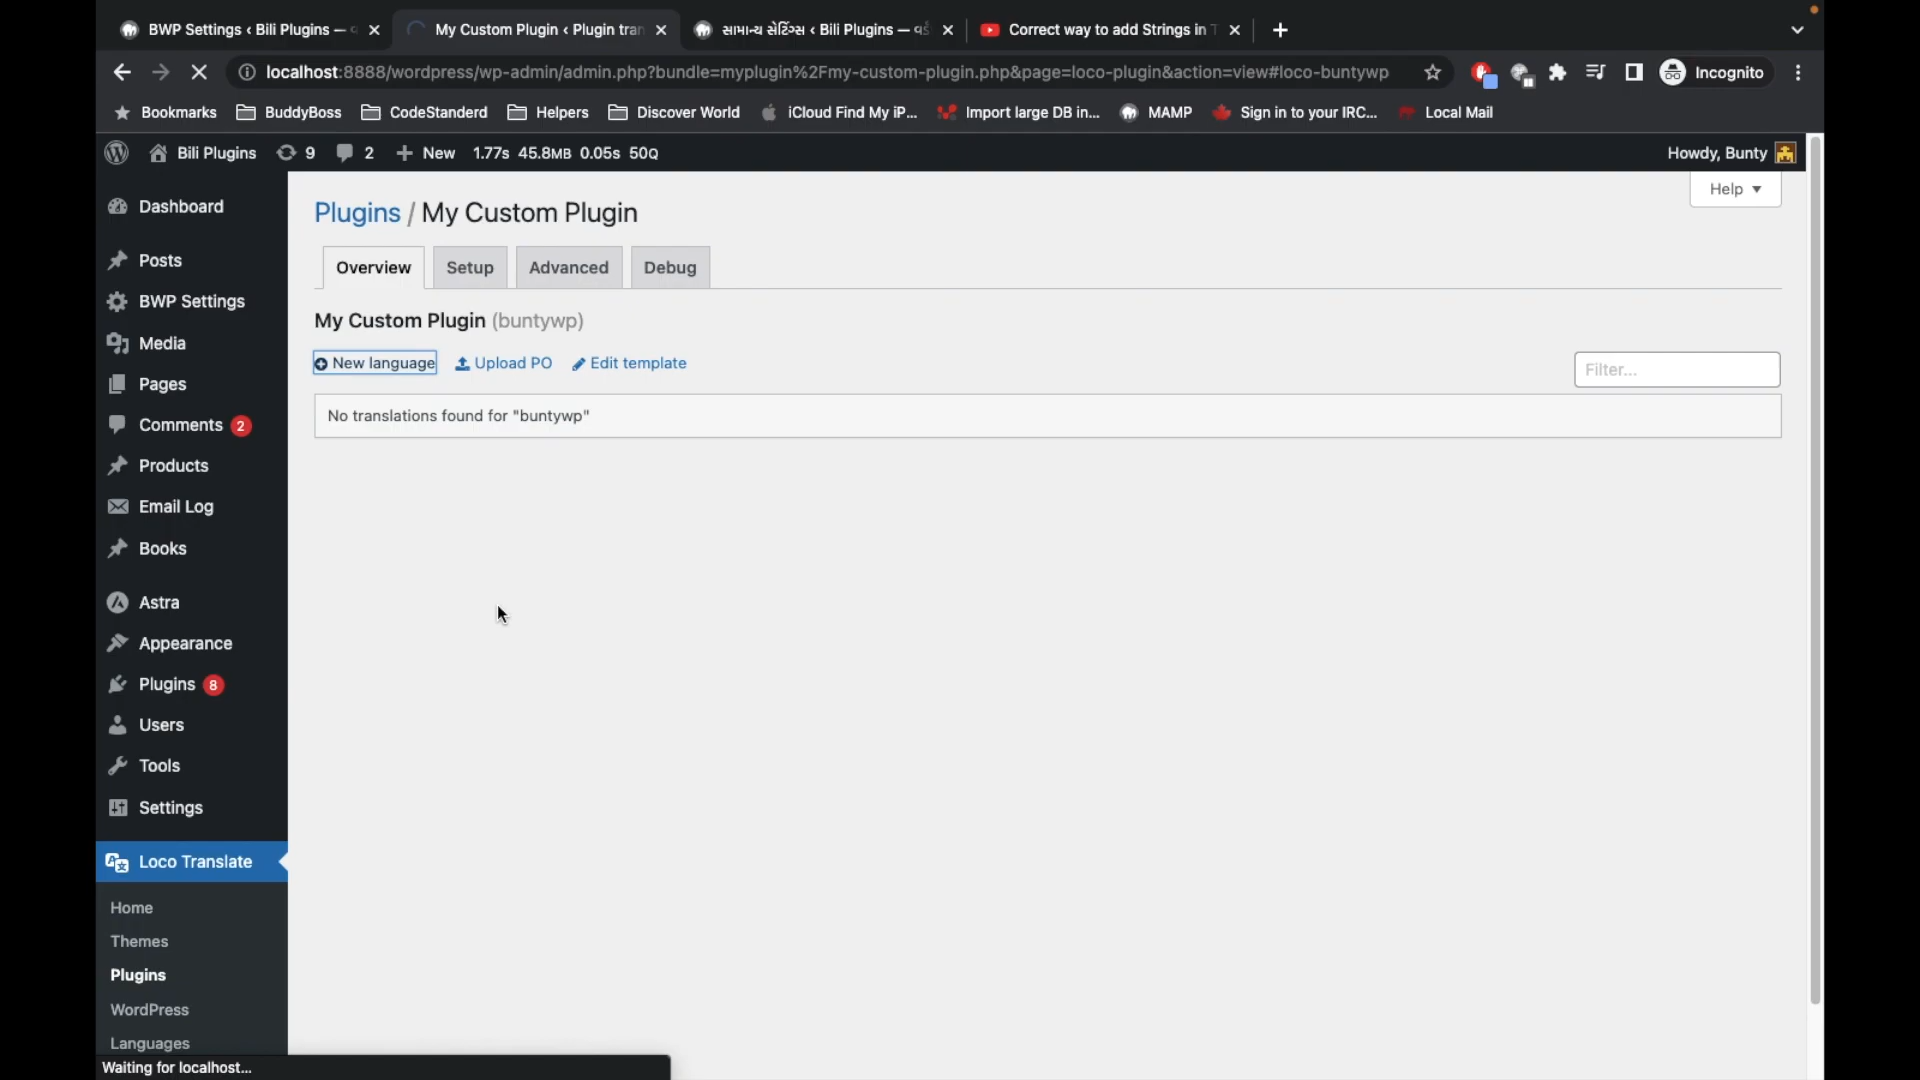 BWP Settings ‹ Bili Plugins —
My Custom Plugin ‹ Plugin tran
સામાન્ય સેટિંગ્સ ‹ Bili Plugins — વર્ડ
Correct way to add Strings in T
localhost:8888/wordpress/wp-admin/admin.php?bundle=myplugin%2Fmy-custom-plugin.php&page=loco-plugin&action=view#loco-buntywp
Incognito
Bookmarks
BuddyBoss
CodeStanderd
Helpers
Discover World
iCloud Find My iP...
Import large DB in...
MAMP
Sign in to your IRC...
Local Mail
Bili Plugins
9
2
New
1.77s 45.8MB 0.05s 50Q
Howdy, Bunty
Help
Dashboard
Posts
BWP Settings
Media
Pages
Comments 2
Products
Email Log
Books
Astra
Appearance
Plugins 8
Users
Tools
Settings
Loco Translate
Home
Themes
Plugins
WordPress
Languages
Plugins / My Custom Plugin
Overview
Setup
Advanced
Debug
My Custom Plugin (buntywp)
New language
Upload PO
Edit template
Filter...
No translations found for "buntywp"
Waiting for localhost...